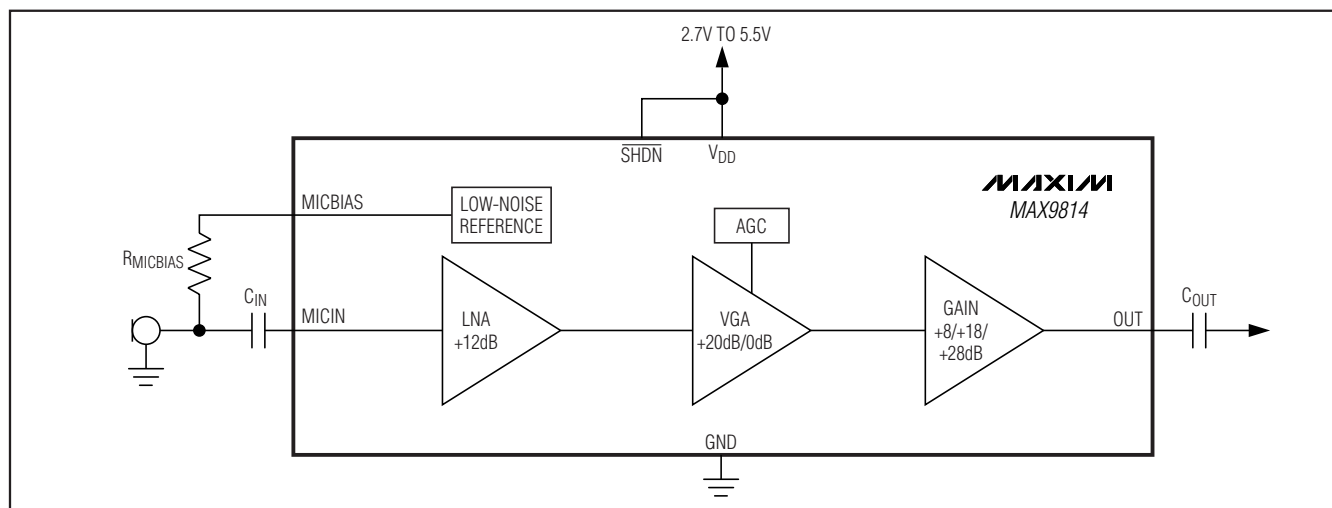 2.7V TO 5.5V
SHDN
VDD
MAXIM
MAX9814
MICBIAS
LOW-NOISE
REFERENCE
AGC
RMICBIAS
CIN
MICIN
LNA
+12dB
VGA
+20dB/0dB
GAIN
+8/+18/
+28dB
OUT
COUT
GND